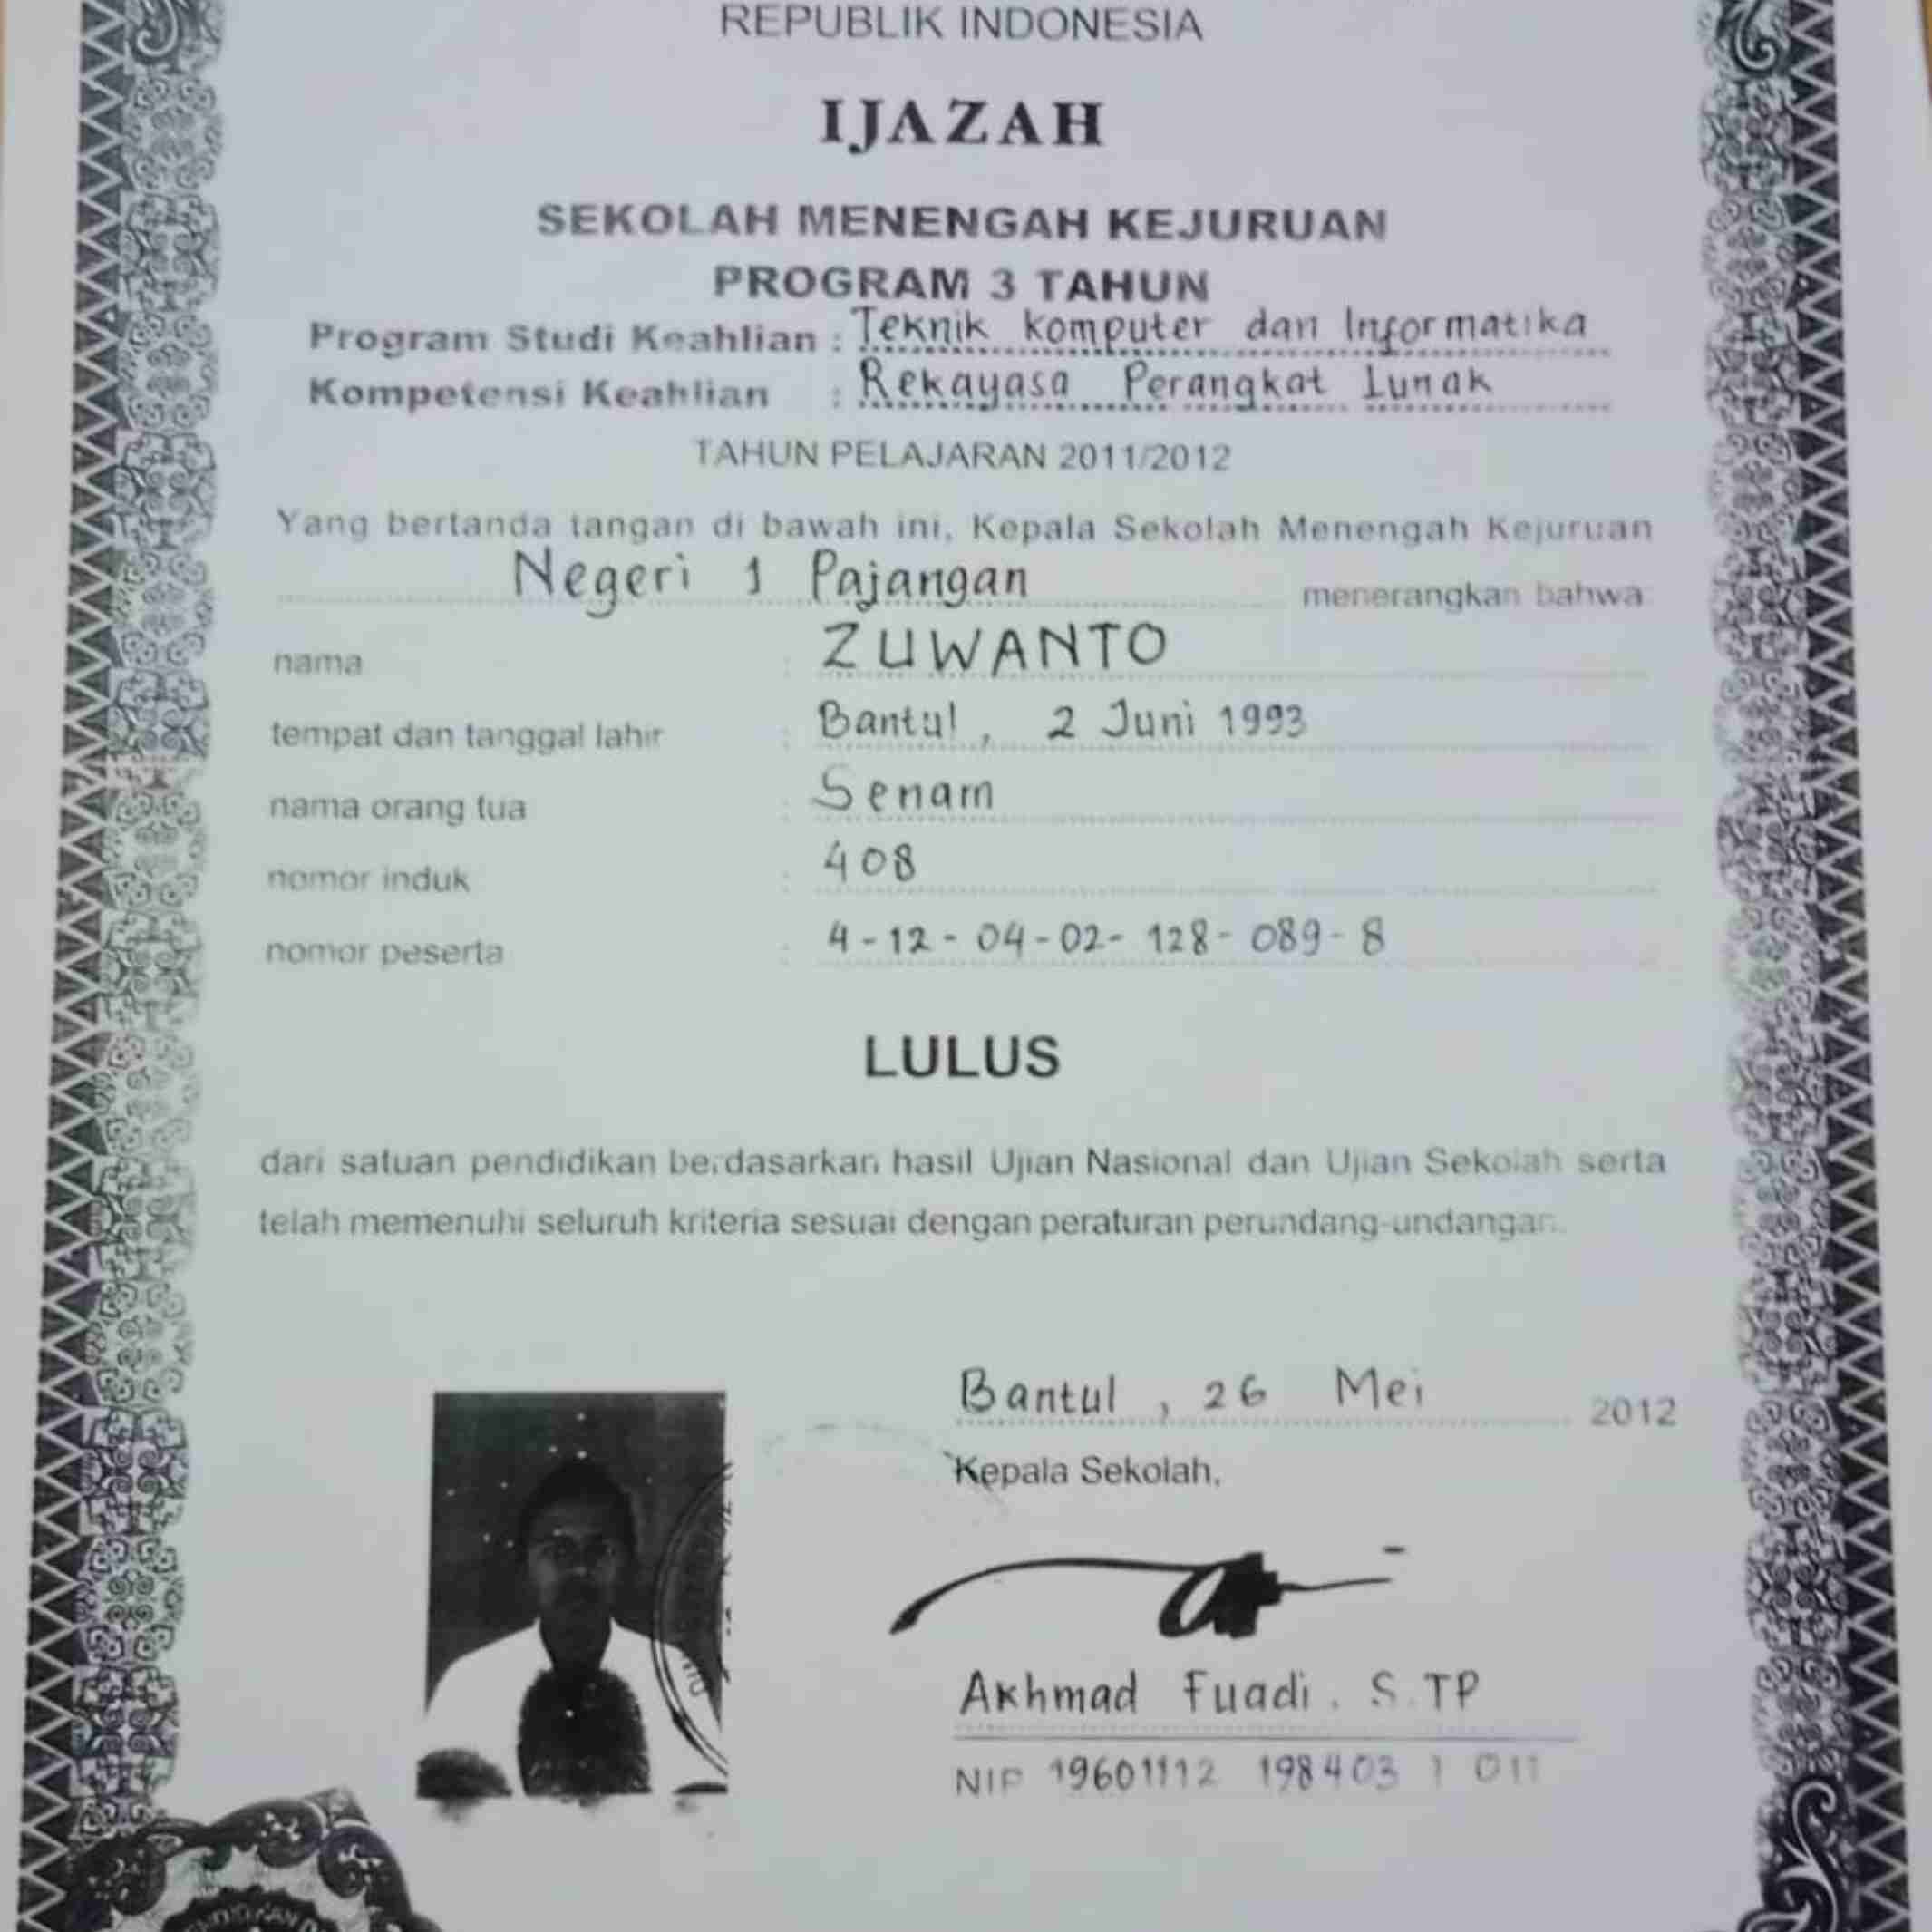 REPUBLIK INDONESIA
IJAZAH
SEKOLAH MENENGAH KEJURUAN
PROGRAM 3 TAHUN
Program Studi Keahlian : Teknik Komputer dan Informatika
Kompetensi Keahlian : Rekayasa Perangkat Lunak
TAHUN PELAJARAN 2011/2012
Yang bertanda tangan di bawah ini, Kepala Sekolah Menengah Kejuruan
Negeri 1 Pajangan menerangkan bahwa:
nama : ZUWANTO
tempat dan tanggal lahir : Bantul, 2 Juni 1993
nama orang tua : Senam
nomor induk : 408
nomor peserta : 4-12-04-02-128-089-8
LULUS
dari satuan pendidikan berdasarkan hasil Ujian Nasional dan Ujian Sekolah serta
telah memenuhi seluruh kriteria sesuai dengan peraturan perundang-undangan.
Bantul, 26 Mei 2012
Kepala Sekolah,
Akhmad Fuadi. S.TP
NIP 19601112 198403 1 011